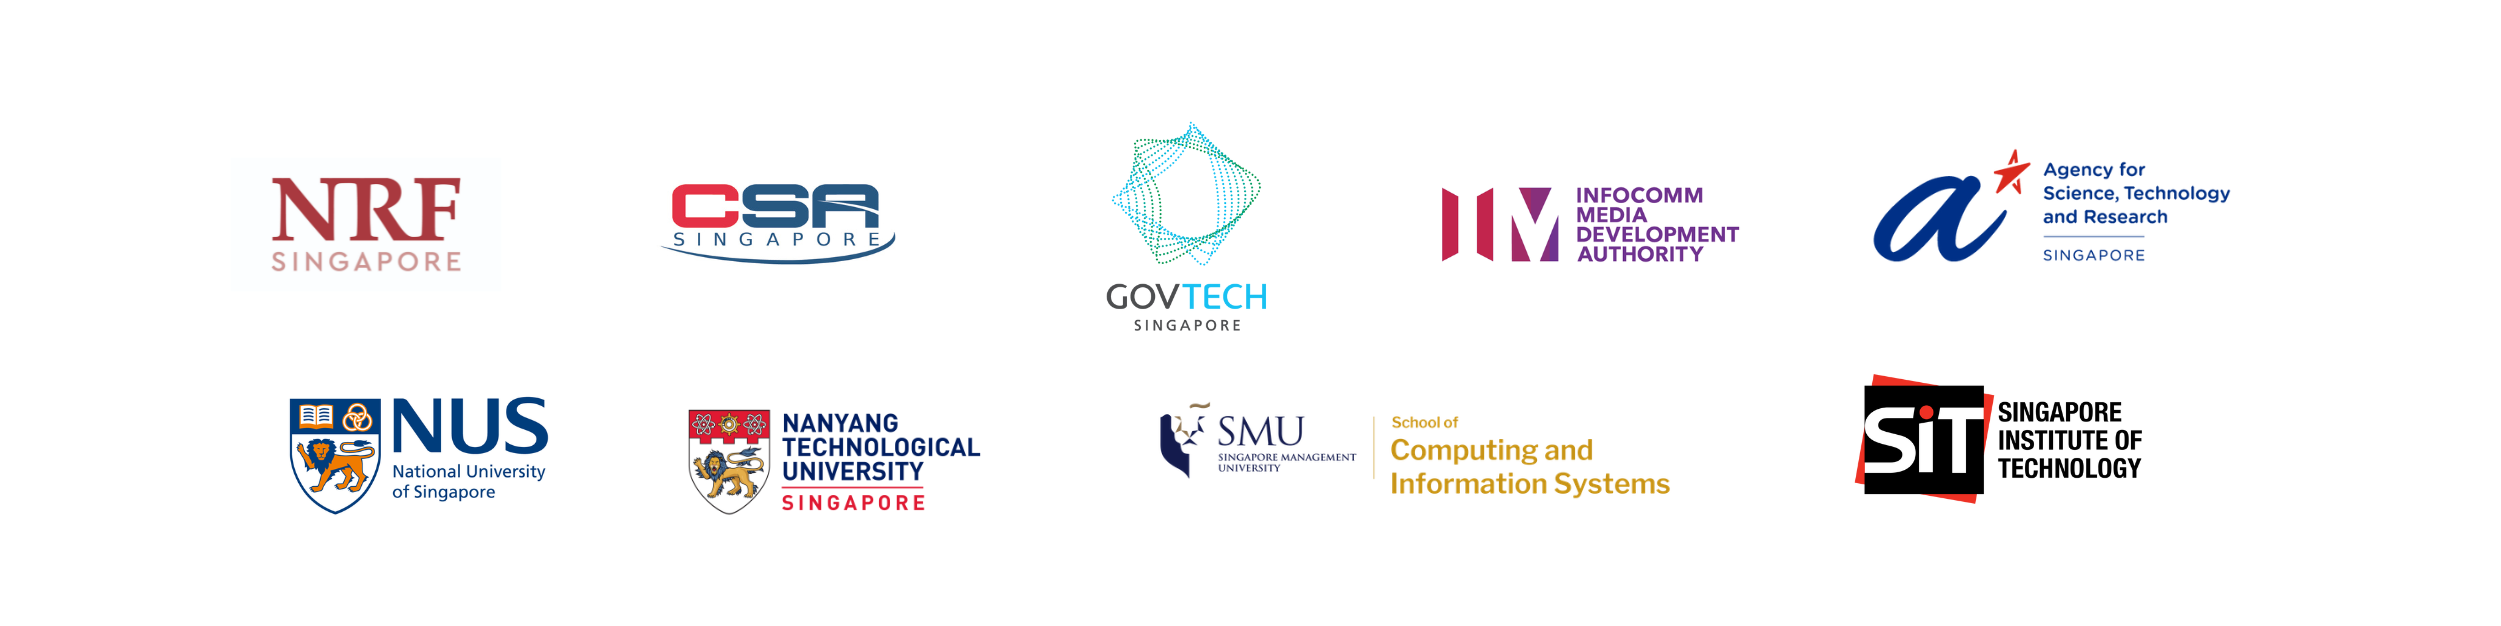 NRF
SINGAPORE
CSA
SINGAPORE
GOVTECH
SINGAPORE
IM
INFOCOMM
MEDIA
DEVELOPMENT
AUTHORITY
a
Agency for
Science, Technology
and Research
SINGAPORE
NUS
National University
of Singapore
NANYANG
TECHNOLOGICAL
UNIVERSITY
SINGAPORE
SMU
SINGAPORE MANAGEMENT
UNIVERSITY
School of
Computing and
Information Systems
SiT
SINGAPORE
INSTITUTE OF
TECHNOLOGY